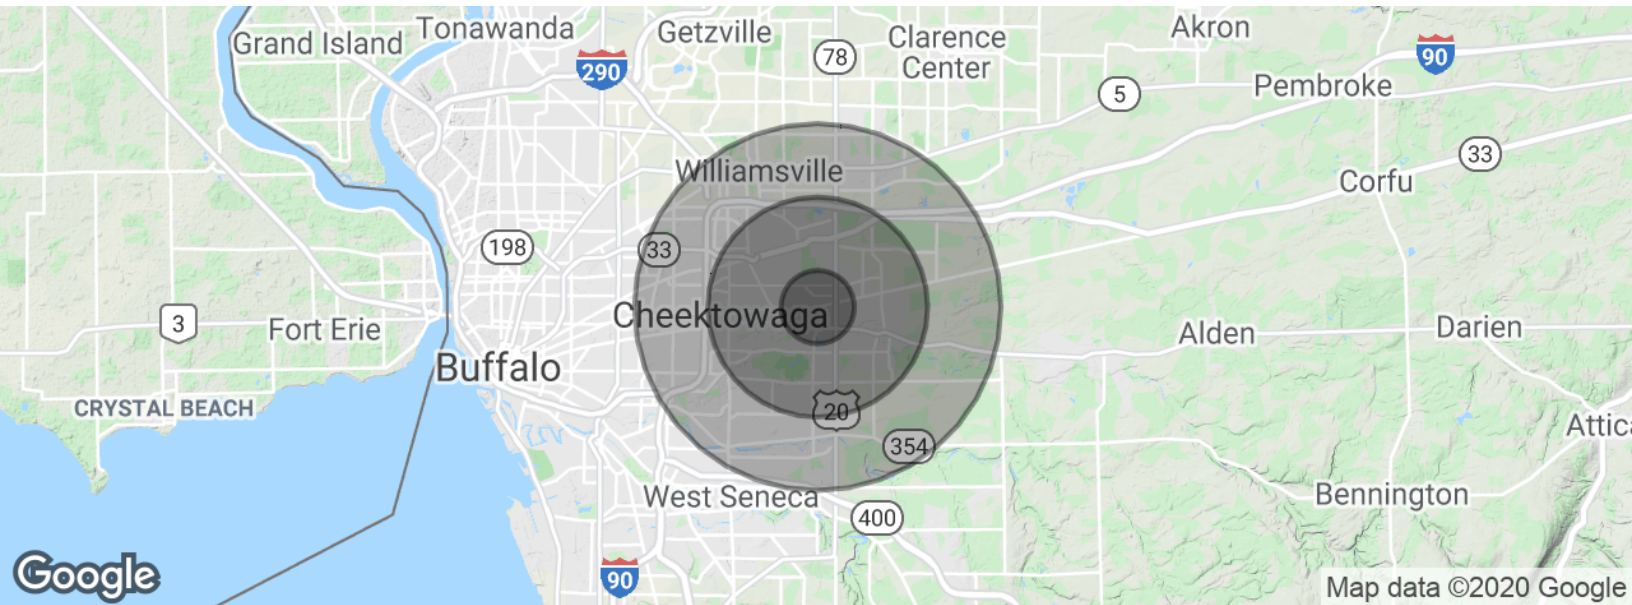 Tonawanda
Grand Island
Getzville
290
78
Clarence
Center
Akron
90
Pembroke
5
33
Williamsville
Corfu
198
33
3
Fort Erie
Cheektowaga
Alden
Darien
Buffalo
CRYSTAL BEACH
20
354
Attica
West Seneca
Bennington
400
90
Google
Map data ©2020 Google